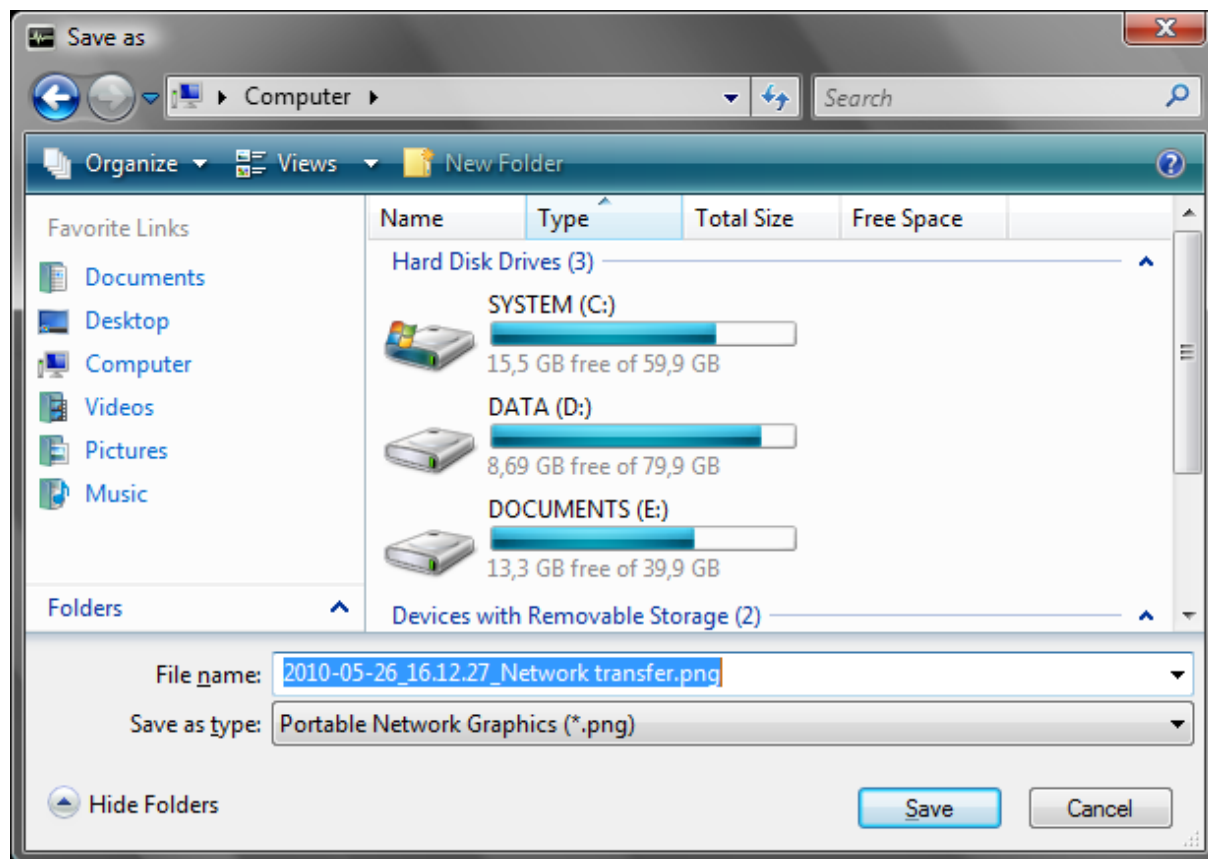 Save as
Computer
Search
Organize Views New Folder
Favorite Links
Documents
Desktop
Computer
Videos
Pictures
Music
Folders
Name Type Total Size Free Space
Hard Disk Drives (3)
SYSTEM (C:)
15,5 GB free of 59,9 GB
DATA (D:)
8,69 GB free of 79,9 GB
DOCUMENTS (E:)
13,3 GB free of 39,9 GB
Devices with Removable Storage (2)
File name: 2010-05-26_16.12.27_Network transfer.png
Save as type: Portable Network Graphics (*.png)
Hide Folders
Save Cancel